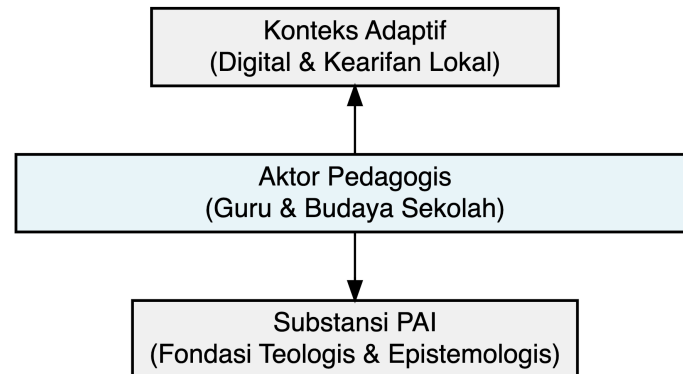 Konteks Adaptif
(Digital & Kearifan Lokal)
Aktor Pedagogis
(Guru & Budaya Sekolah)
Substansi PAI
(Fondasi Teologis & Epistemologis)